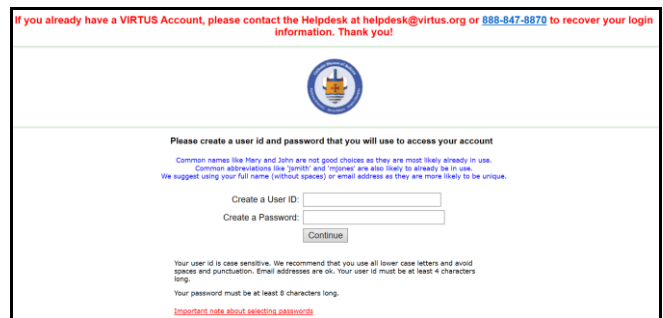 If you already have a VIRTUS Account, please contact the Helpdesk at helpdesk@virtus.org or 888-847-8870 to recover your login
information. Thank you!
Please create a user id and password that you will use to access your account
Common names like Mary and John are not good choices as they are most likely already in use.
Common abbreviations like 'jsmith' and 'mjones' are also likely to already be in use.
We suggest using your full name (without spaces) or email address as they are more likely to be unique.
Create a User ID:
Create a Password:
Continue
Your user id is case sensitive. We recommend that you use all lower case letters and avoid
spaces and punctuation. Email addresses are ok. Your user id must be at least 4 characters
long.
Your password must be at least 8 characters long.
Important note about selecting passwords